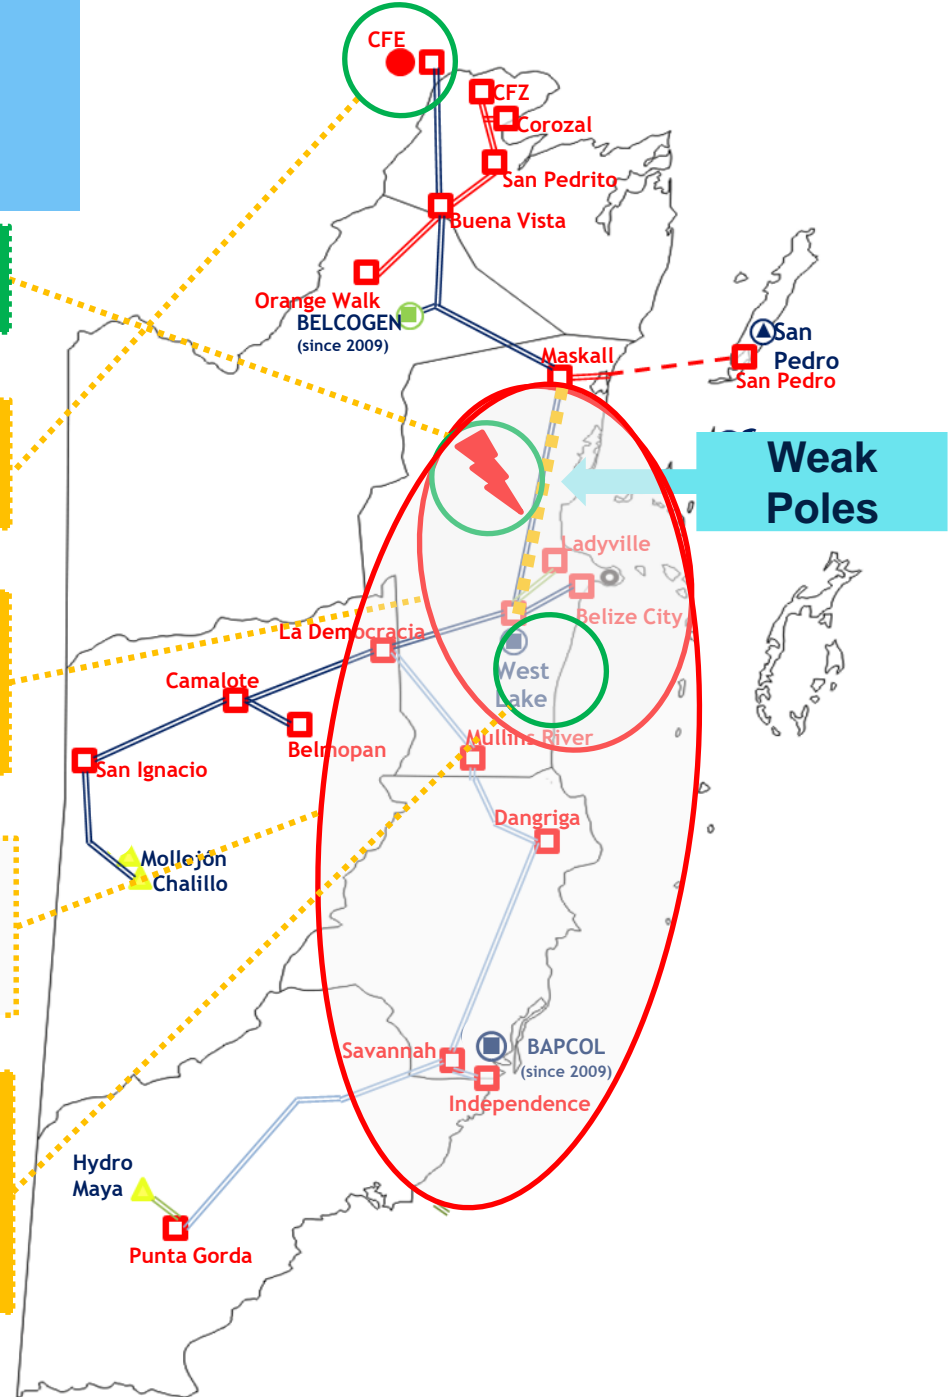 CFE
CFZ
Corozal
San Pedrito
Buena Vista
Orange Walk
BELCOGEN
(since 2009)
San
Pedro
Maskall
San Pedro
Weak
Poles
Ladyville
Belize City
La Democracia
West
Lake
Camalote
Mullins River
Belmopan
San Ignacio
Dangriga
Mollejón
Chalillo
Savannah
BAPCOL
(since 2009)
Independence
Hydro
Maya
Punta Gorda